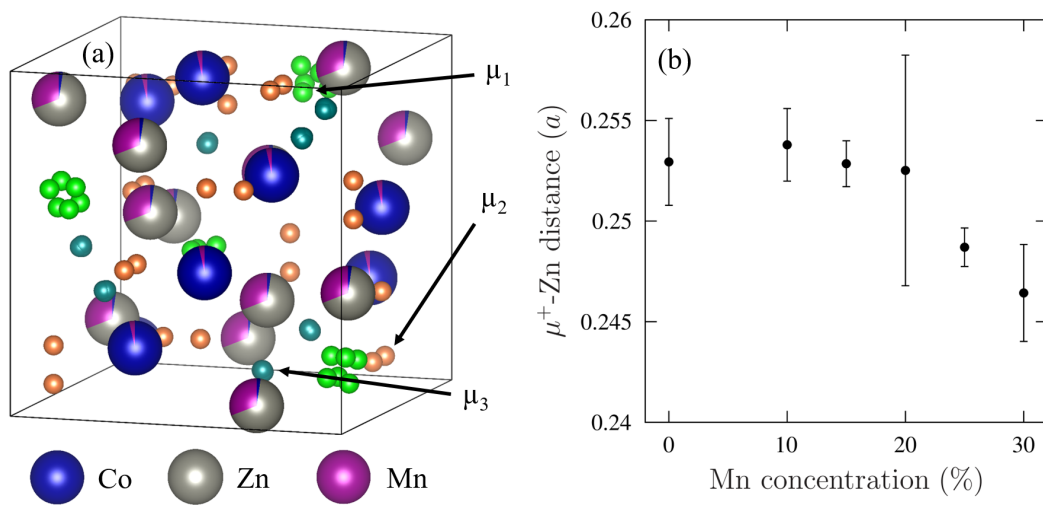 (a)
μ₁
μ₂
μ₃
Co
Zn
Mn
(b)
0.26
0.255
0.25
0.245
0.24
μ⁺-Zn distance (a)
0
10
20
30
Mn concentration (%)